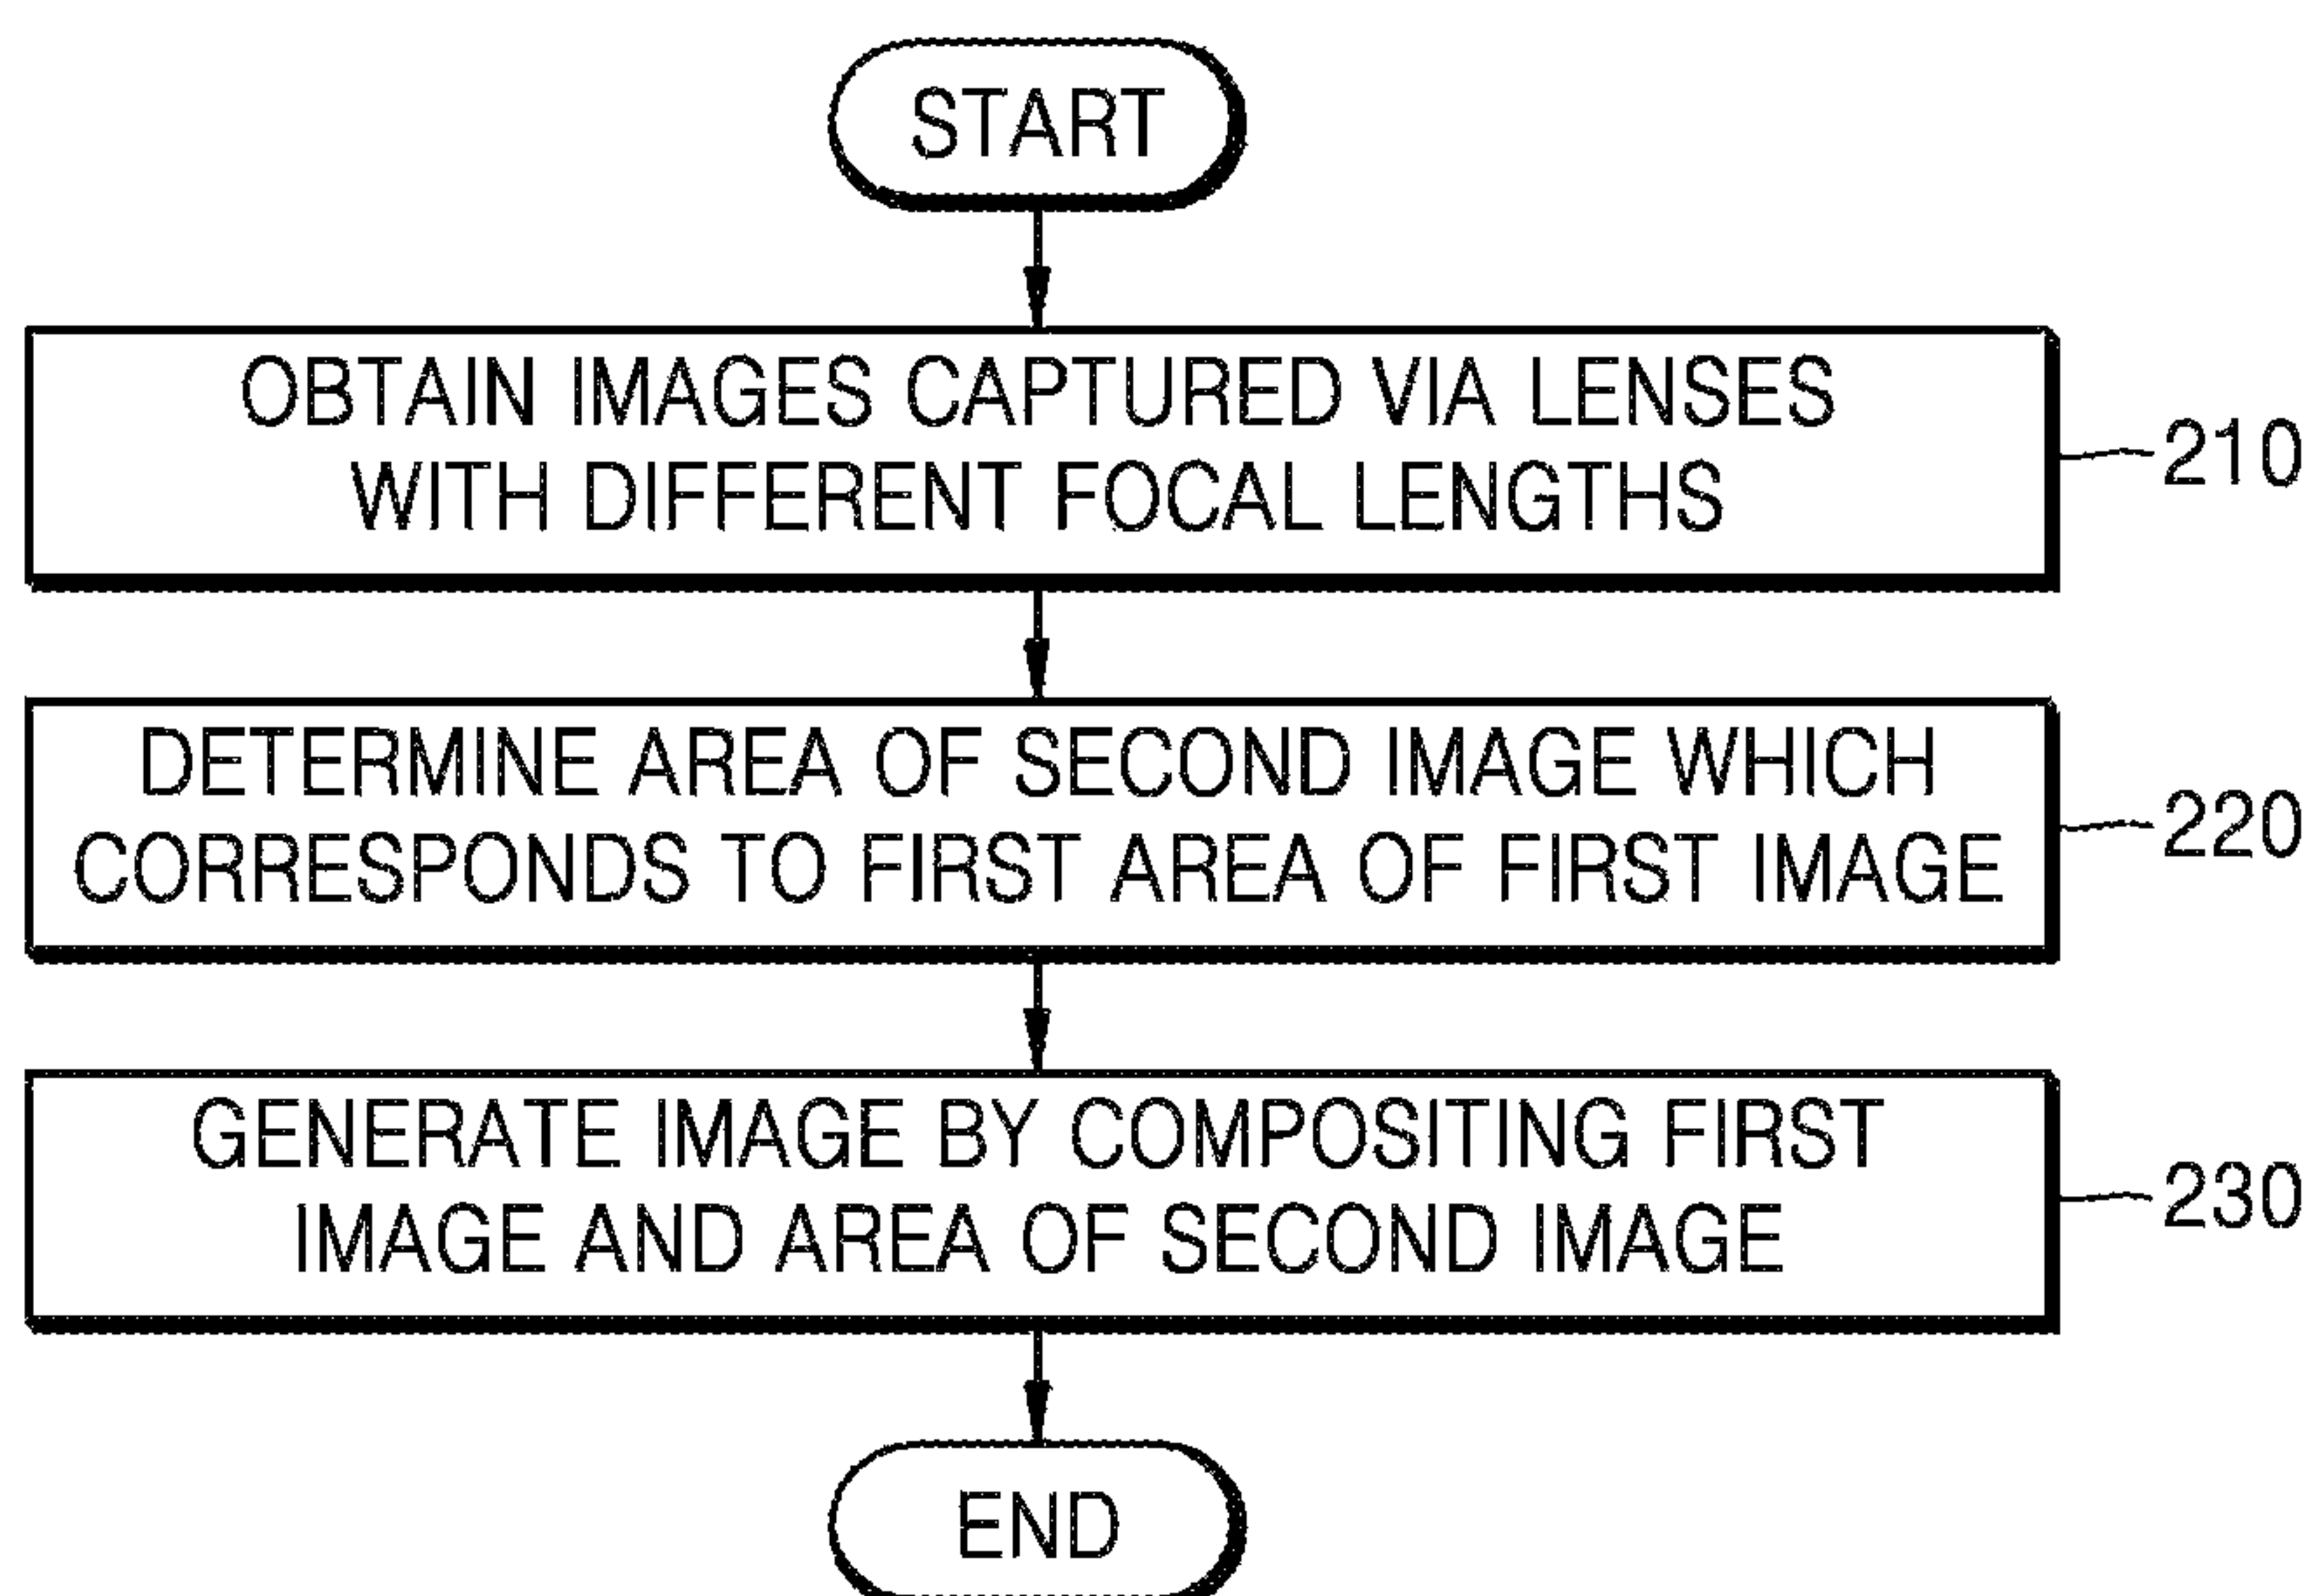 START
OBTAIN IMAGES CAPTURED VIA LENSES
WITH DIFFERENT FOCAL LENGTHS
210
DETERMINE AREA OF SECOND IMAGE WHICH
CORRESPONDS TO FIRST AREA OF FIRST IMAGE
220
GENERATE IMAGE BY COMPOSITING FIRST
IMAGE AND AREA OF SECOND IMAGE
230
END